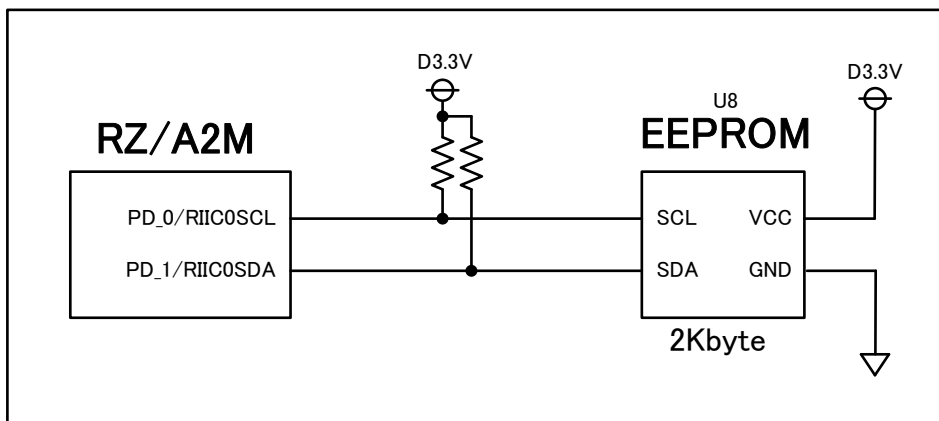 D3.3V
D3.3V
U8
RZ/A2M
EEPROM
PD_0/RIIC0SCL
SCL
VCC
PD_1/RIIC0SDA
SDA
GND
2Kbyte